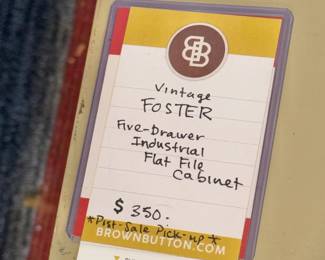 BB
Vintage
FOSTER
Five-Drawer
Industrial
Flat File
Cabinet
$350.
*Post-Sale Pick-up*
BROWNBUTTON.COM